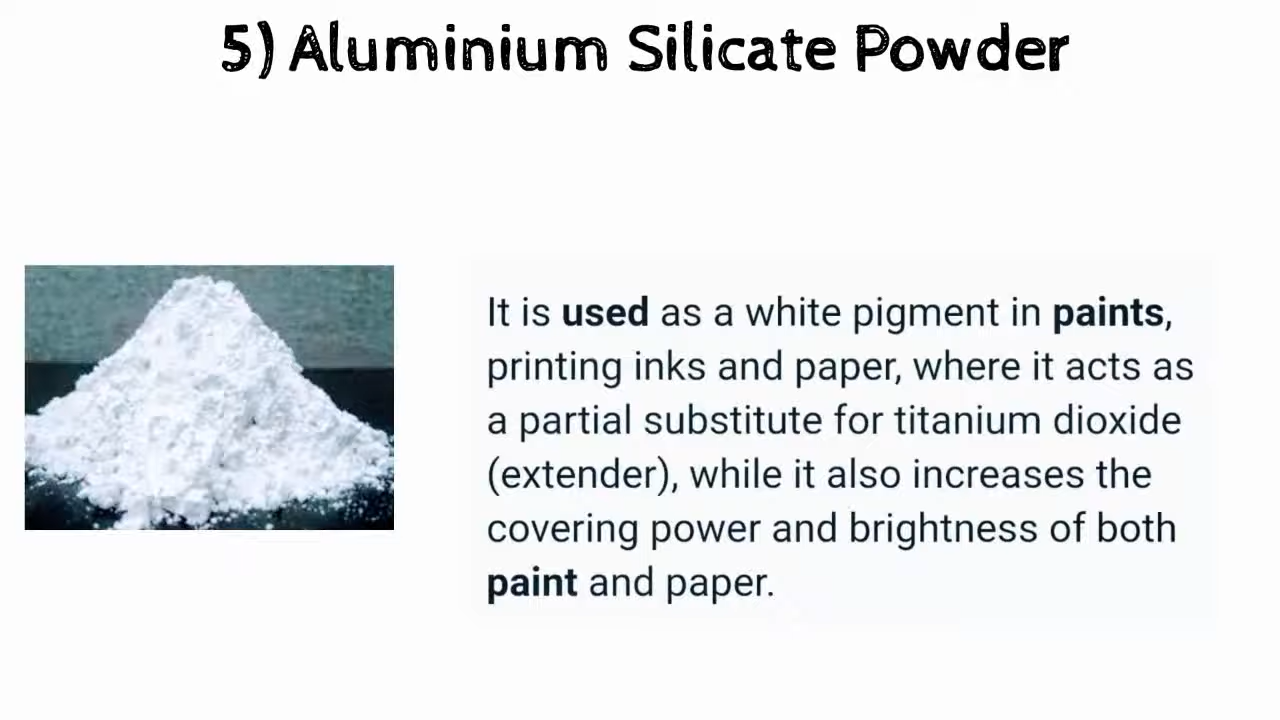 5) Aluminium Silicate Powder
It is used as a white pigment in paints,
printing inks and paper, where it acts as
a partial substitute for titanium dioxide
(extender), while it also increases the
covering power and brightness of both
paint and paper.